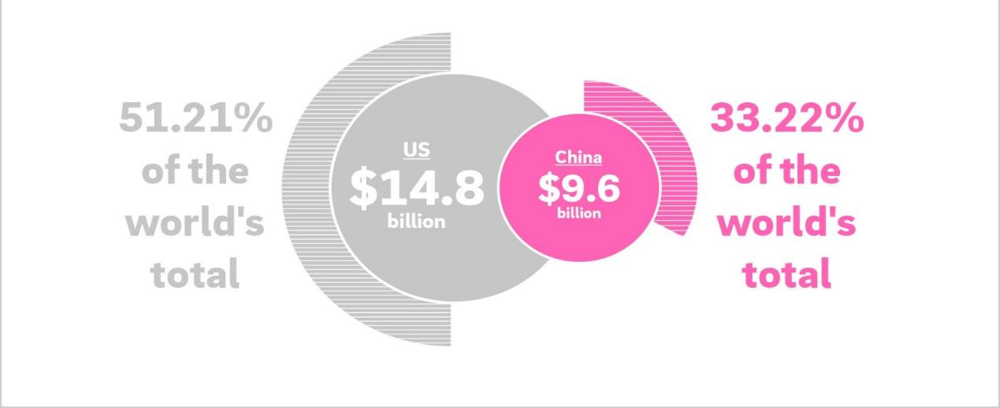 51.21%
of the
world's
total
US
$14.8
billion
China
$9.6
billion
33.22%
of the
world's
total